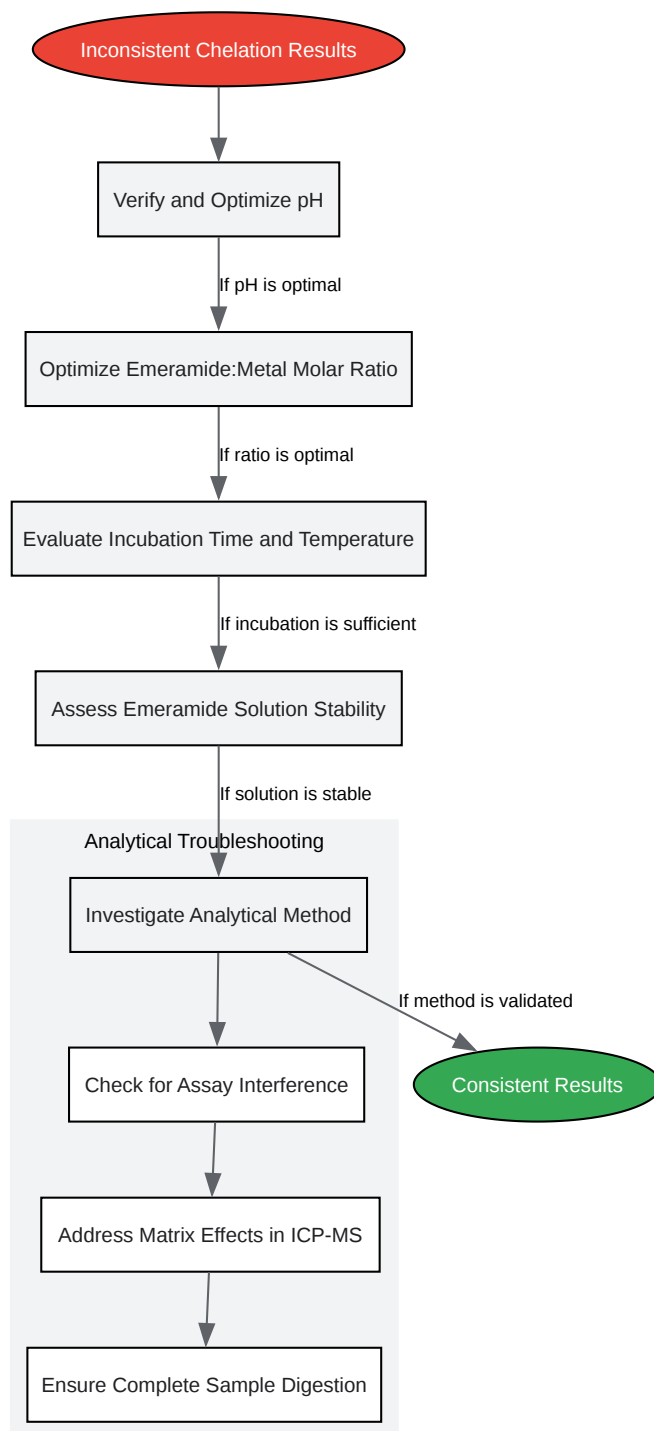 Inconsistent Chelation Results
Verify and Optimize pH
If pH is optimal
Optimize Emeramide:Metal Molar Ratio
If ratio is optimal
Evaluate Incubation Time and Temperature
If incubation is sufficient
Assess Emeramide Solution Stability
If solution is stable
Analytical Troubleshooting
Investigate Analytical Method
If method is validated
Check for Assay Interference
Consistent Results
Address Matrix Effects in ICP-MS
Ensure Complete Sample Digestion